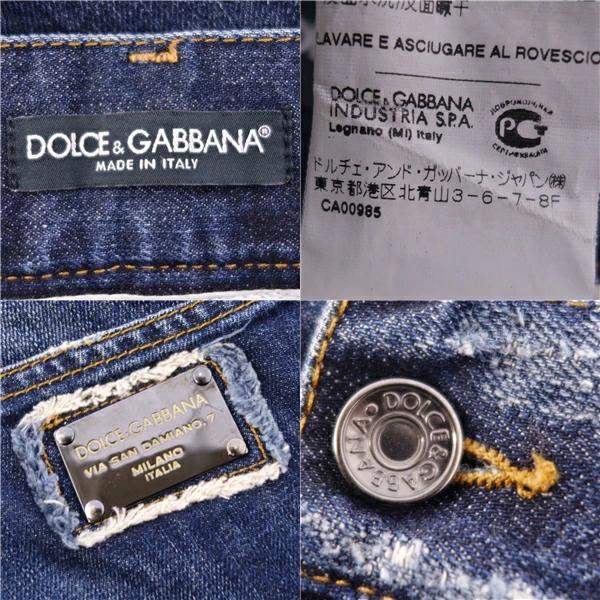 DOLCE & GABBANA®
MADE IN ITALY
LAVARE E ASCIUGARE AL ROVESCIO
DOLCE & GABBANA
INDUSTRIA S.P.A.
Legnano (MI) Italy
ドルチェ・アンド・ガッバーナ・ジャパン㈱
東京都港区北青山3-6-7-8F
CA00985
DOLCE & GABBANA
VIA SAN DAMIANO, 7
MILANO
ITALIA
DOLCE & GABBANA